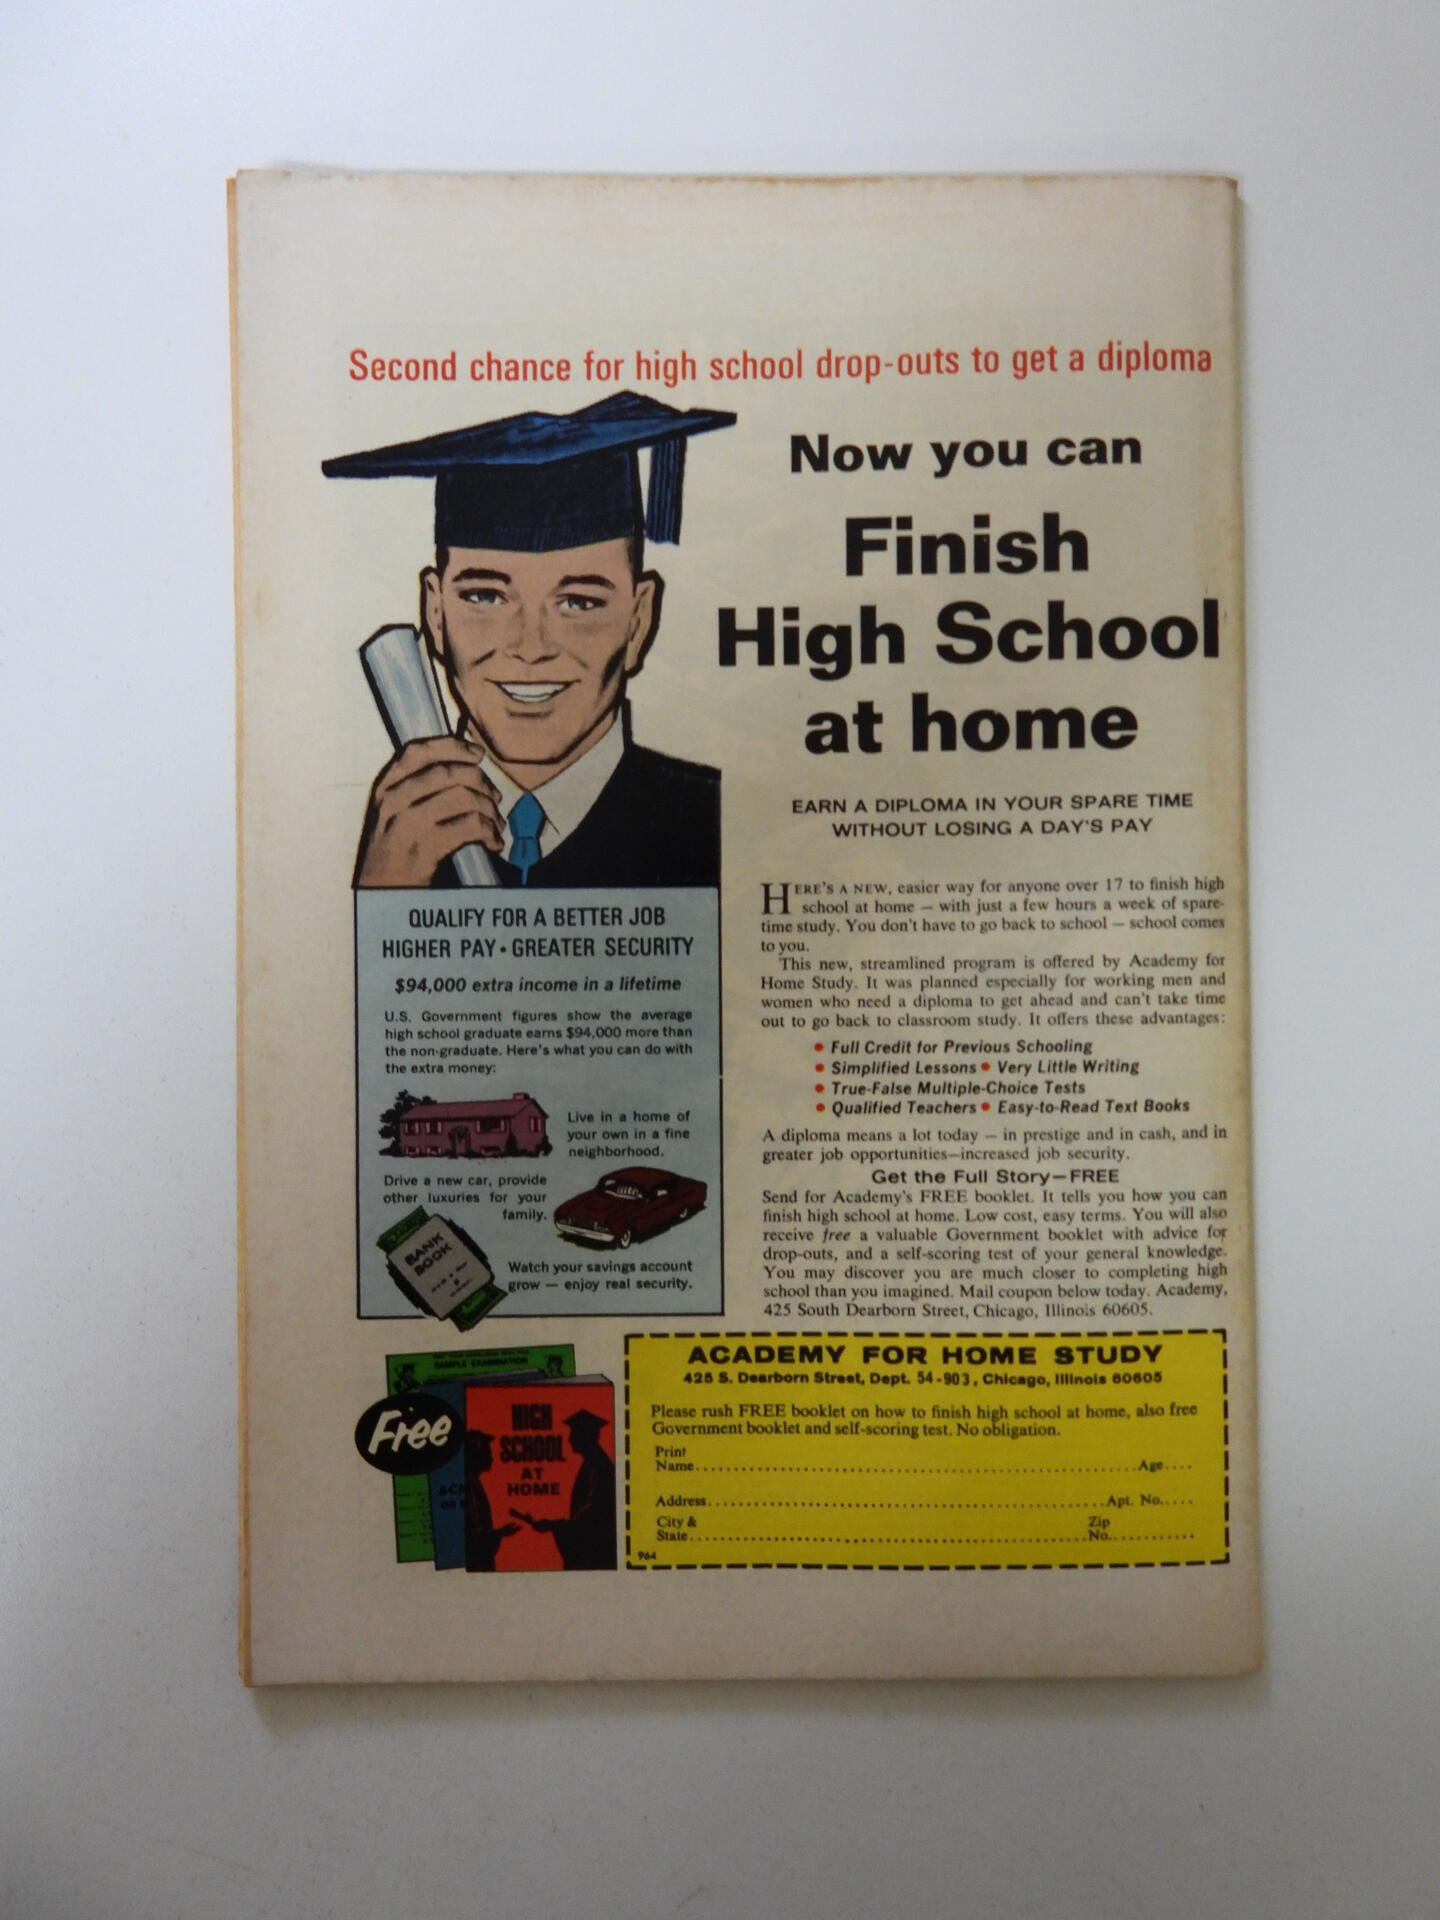 Second chance for high school drop-outs to get a diploma
Now you can
Finish
High School
at home
EARN A DIPLOMA IN YOUR SPARE TIME
WITHOUT LOSING A DAY'S PAY
HERE'S A NEW, easier way for anyone over 17 to finish high
school at home — with just a few hours a week of spare-
time study. You don't have to go back to school — school comes
to you.
This new, streamlined program is offered by Academy for
Home Study. It was planned especially for working men and
women who need a diploma to get ahead and can't take time
out to go back to classroom study. It offers these advantages:
• Full Credit for Previous Schooling
• Simplified Lessons • Very Little Writing
• True-False Multiple-Choice Tests
• Qualified Teachers • Easy-to-Read Text Books
A diploma means a lot today — in prestige and in cash, and in
greater job opportunities—increased job security.
Get the Full Story—FREE
Send for Academy's FREE booklet. It tells you how you can
finish high school at home. Low cost, easy terms. You will also
receive free a valuable Government booklet with advice for
drop-outs, and a self-scoring test of your general knowledge.
You may discover you are much closer to completing high
school than you imagined. Mail coupon below today. Academy,
425 South Dearborn Street, Chicago, Illinois 60605.
QUALIFY FOR A BETTER JOB
HIGHER PAY • GREATER SECURITY
$94,000 extra income in a lifetime
U.S. Government figures show the average
high school graduate earns $94,000 more than
the non-graduate. Here's what you can do with
the extra money:
Live in a home of
your own in a fine
neighborhood.
Drive a new car, provide
other luxuries for your
family.
BANK
BOOK
Watch your savings account
grow — enjoy real security.
SAMPLE EXAMINATION
Free
HIGH
SCHOOL
AT
HOME
ACADEMY FOR HOME STUDY
425 S. Dearborn Street, Dept. 54-903, Chicago, Illinois 60605
Please rush FREE booklet on how to finish high school at home, also free
Government booklet and self-scoring test. No obligation.
Print
Name..........Age....
Address..........Apt. No.....
City & Zip
State..........No..........
964